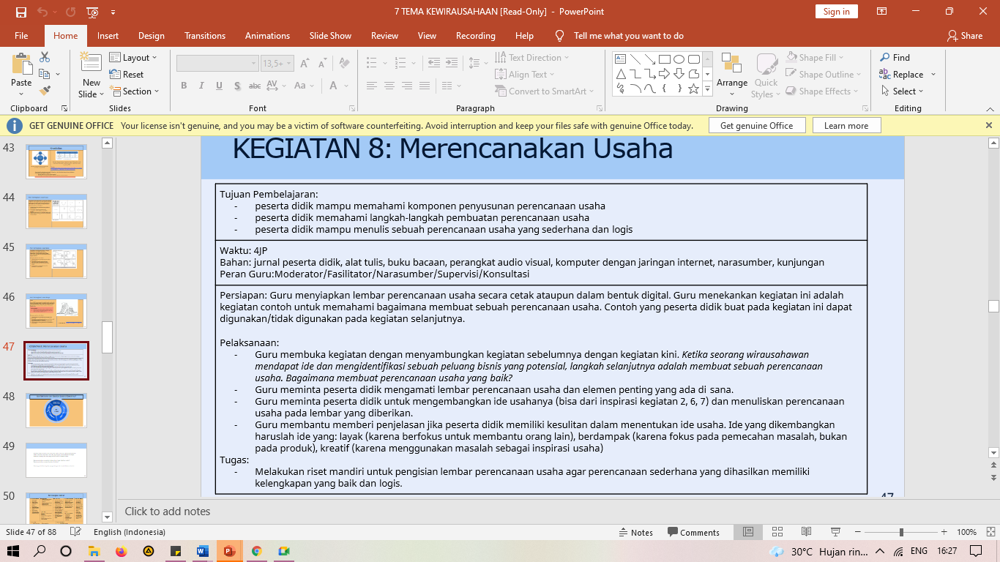 7 TEMA KEWIRAUSAHAAN [Read-Only] - PowerPoint
Sign in
File Home Insert Design Transitions Animations Slide Show Review View Recording Help Tell me what you want to do Share
Paste
New Slide
Layout
Reset
Section
13,5+
B I U S abc AV Aa A
Text Direction
Align Text
Convert to SmartArt
Arrange
Quick Styles
Shape Fill
Shape Outline
Shape Effects
Find
Replace
Select
Clipboard Slides Font Paragraph Drawing Editing
GET GENUINE OFFICE Your license isn't genuine, and you may be a victim of software counterfeiting. Avoid interruption and keep your files safe with genuine Office today. Get genuine Office Learn more
43
44
45
46
47
48
49
50
KEGIATAN 8: Merencanakan Usaha
Tujuan Pembelajaran:
- peserta didik mampu memahami komponen penyusunan perencanaan usaha
- peserta didik memahami langkah-langkah pembuatan perencanaan usaha
- peserta didik mampu menulis sebuah perencanaan usaha yang sederhana dan logis
Waktu: 4JP
Bahan: jurnal peserta didik, alat tulis, buku bacaan, perangkat audio visual, komputer dengan jaringan internet, narasumber, kunjungan
Peran Guru:Moderator/Fasilitator/Narasumber/Supervisi/Konsultasi
Persiapan: Guru menyiapkan lembar perencanaan usaha secara cetak ataupun dalam bentuk digital. Guru menekankan kegiatan ini adalah
kegiatan contoh untuk memahami bagaimana membuat sebuah perencanaan usaha. Contoh yang peserta didik buat pada kegiatan ini dapat
digunakan/tidak digunakan pada kegiatan selanjutnya.
Pelaksanaan:
Guru membuka kegiatan dengen menyambungkan kegiatan sebelumnya dengan kegiatan kini. Ketika seorang wirausahawan
mendapat ide dan mengidentifikasi sebuah peluang bisnis yang potensial, langkah selanjutnya adalah membuat sebuah perencanaan
usaha. Bagaimana membuat perencanaan usaha yang baik?
Guru meminta peserta didik mengamati lembar perencanaan usaha dan elemen penting yang ada di sana.
- Guru meminta peserta didik untuk mengembangkan ide usahanya (bisa dari inspirasi kegiatan 2, 6, 7) dan menuliskan perencanaan
usaha pada lembar yang diberikan.
- Guru membantu memberi penjelasan jika peserta didik memiliki kesulitan dalam menentukan ide usaha. Ide yang dikembangkan
haruslah ide yang: layak (karena berfokus untuk membantu orang lain), berdampak (karena fokus pada pemecahan masalah, bukan
pada produk), kreatif (karena menggunakan masalah sebagai inspirasi usaha)
Tugas:
- Melakukan riset mandiri untuk pengisian lembar perencanaan usaha agar perencanaan sederhana yang dihasilkan memiliki
kelengkapan yang baik dan logis.
47
Click to add notes
Slide 47 of 88 English (Indonesia) Notes Comments 100%
30°C Hujan rin... ENG 16:27